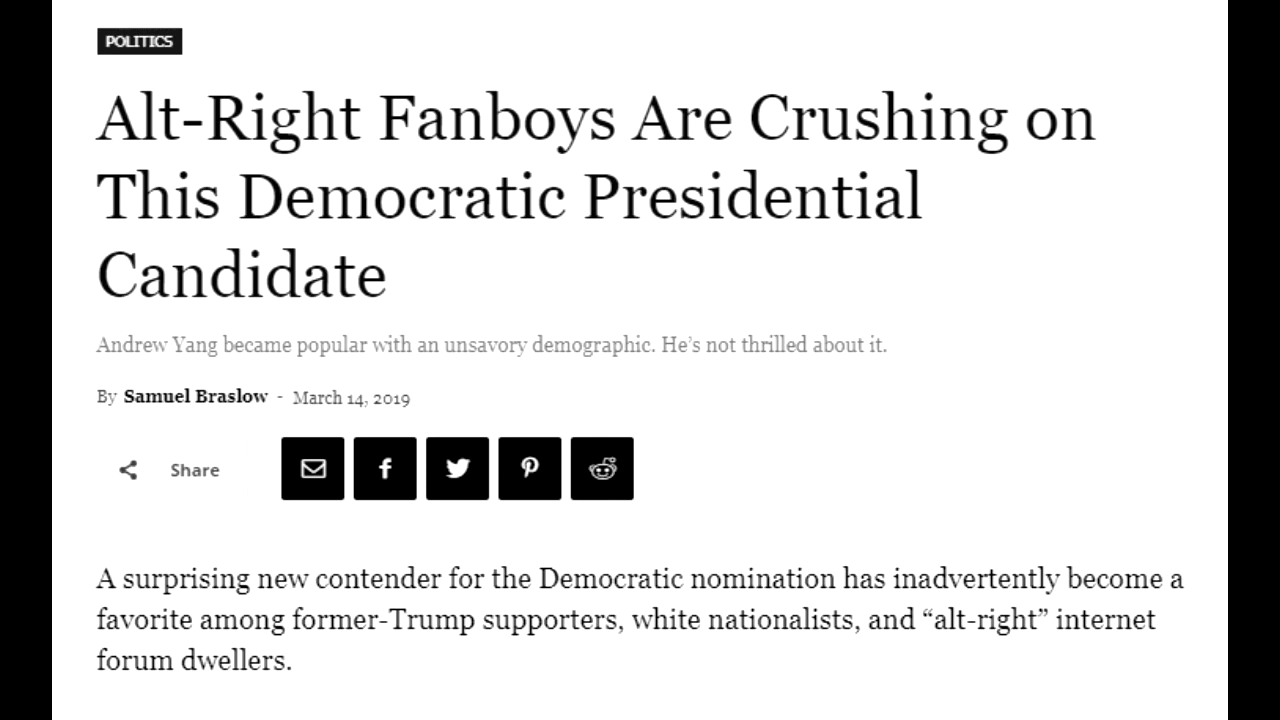 POLITICS
Alt-Right Fanboys Are Crushing on
This Democratic Presidential
Candidate
Andrew Yang became popular with an unsavory demographic. He’s not thrilled about it.
By Samuel Braslow - March 14, 2019
Share
A surprising new contender for the Democratic nomination has inadvertently become a
favorite among former-Trump supporters, white nationalists, and “alt-right” internet
forum dwellers.